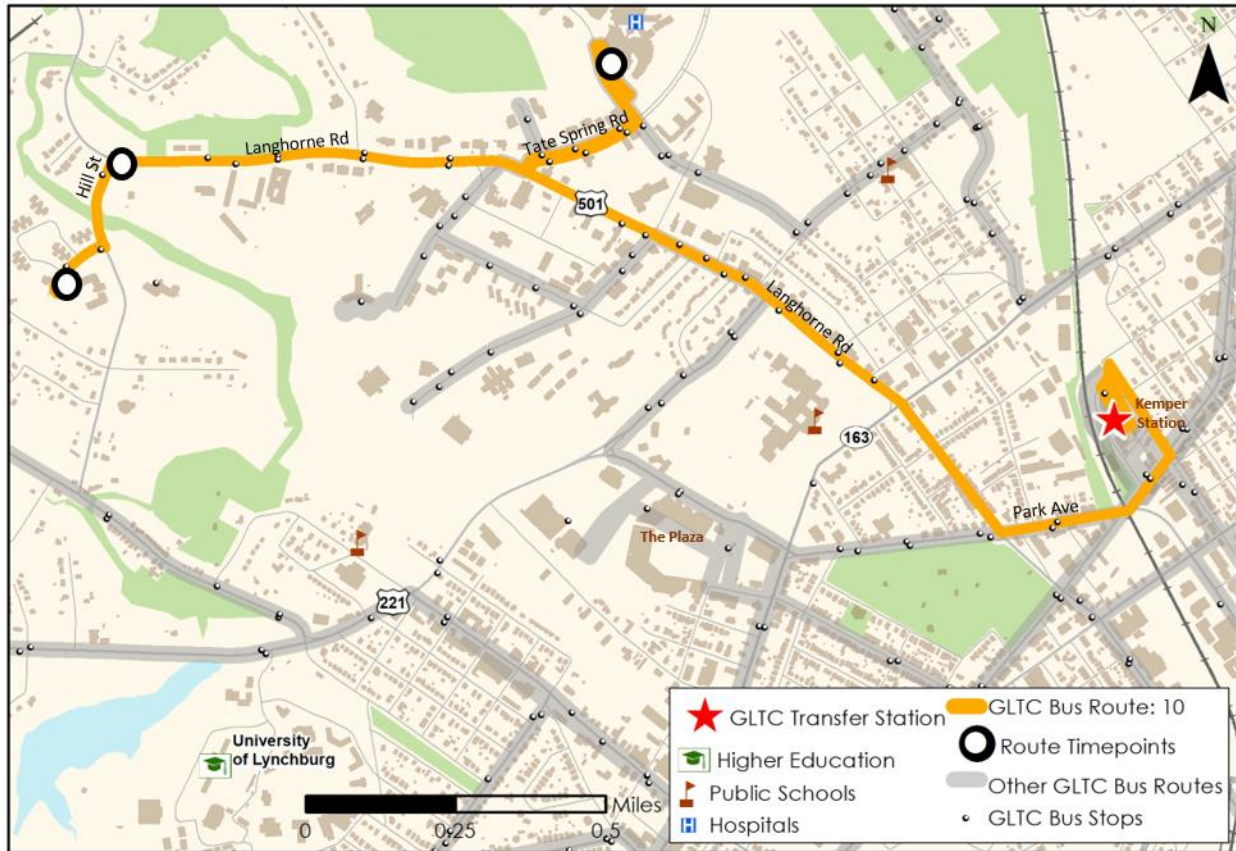 N
Tate Spring Rd
Langhorne Rd
Hill St
501
Langhorne Rd
Kemper
Station
163
Park Ave
The Plaza
221
University
of Lynchburg
Miles
0
0.25
0.5
GLTC Transfer Station
Higher Education
Public Schools
H Hospitals
GLTC Bus Route: 10
Route Timepoints
Other GLTC Bus Routes
GLTC Bus Stops
H